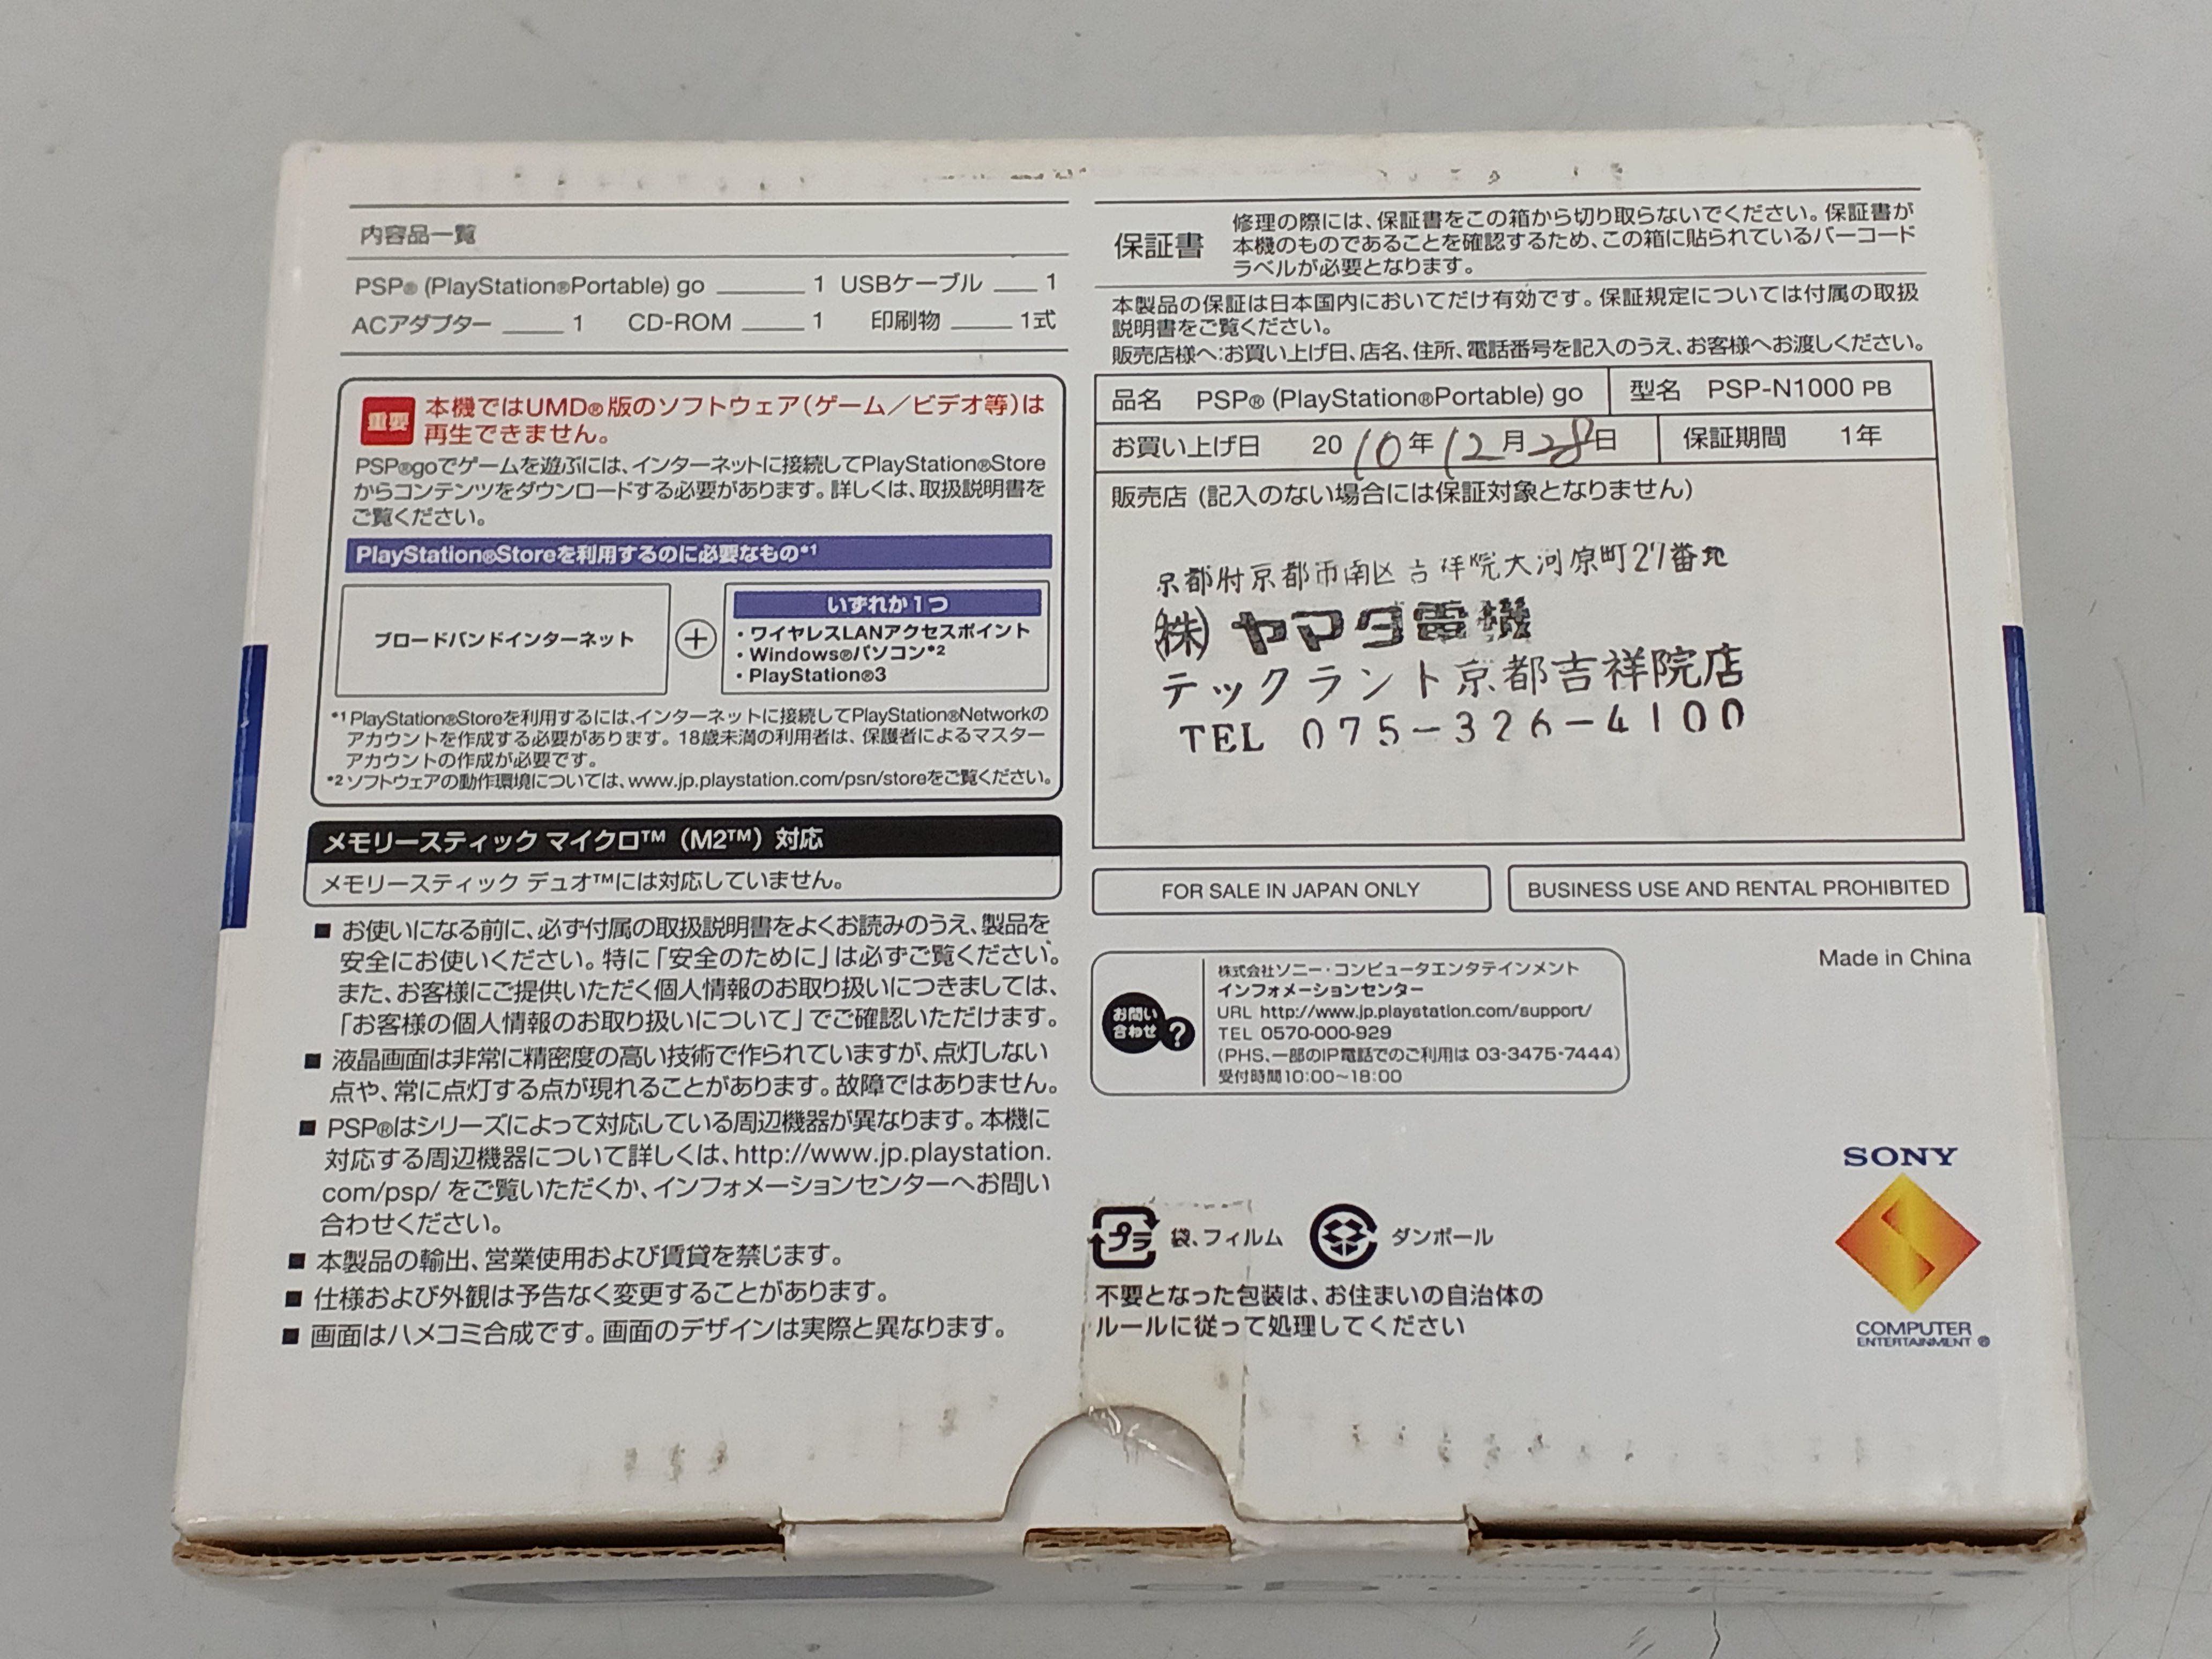 内容品一覧
PSP® (PlayStation®Portable) go 1 USBケーブル 1
ACアダプター 1 CD-ROM 1 印刷物 1式
重要 本機ではUMD®版のソフトウェア(ゲーム/ビデオ等)は
再生できません。
PSP®goでゲームを遊ぶには、インターネットに接続してPlayStation®Store
からコンテンツをダウンロードする必要があります。詳しくは、取扱説明書を
ご覧ください。
PlayStation®Storeを利用するのに必要なもの*1
ブロードバンドインターネット
+
いずれか1つ
・ワイヤレスLANアクセスポイント
・Windows®パソコン*2
・PlayStation®3
*1 PlayStation®Storeを利用するには、インターネットに接続してPlayStation®Networkの
アカウントを作成する必要があります。18歳未満の利用者は、保護者によるマスター
アカウントの作成が必要です。
*2 ソフトウェアの動作環境については、www.jp.playstation.com/psn/storeをご覧ください。
メモリースティック マイクロ™(M2™)対応
メモリースティック デュオ™には対応していません。
■ お使いになる前に、必ず付属の取扱説明書をよくお読みのうえ、製品を
安全にお使いください。特に「安全のために」は必ずご覧ください。
また、お客様にご提供いただく個人情報のお取り扱いにつきましては、
「お客様の個人情報のお取り扱いについて」でご確認いただけます。
■ 液晶画面は非常に精密度の高い技術で作られていますが、点灯しない
点や、常に点灯する点が現れることがあります。故障ではありません。
■ PSP®はシリーズによって対応している周辺機器が異なります。本機に
対応する周辺機器について詳しくは、http://www.jp.playstation.
com/psp/ をご覧いただくか、インフォメーションセンターへお問い
合わせください。
■ 本製品の輸出、営業使用および賃貸を禁じます。
■ 仕様および外観は予告なく変更することがあります。
■ 画面はハメコミ合成です。画面のデザインは実際と異なります。
保証書
修理の際には、保証書をこの箱から切り取らないでください。保証書が
本機のものであることを確認するため、この箱に貼られているバーコード
ラベルが必要となります。
本製品の保証は日本国内においてだけ有効です。保証規定については付属の取扱
説明書をご覧ください。
販売店様へ:お買い上げ日、店名、住所、電話番号を記入のうえ、お客様へお渡しください。
品名 PSP® (PlayStation®Portable) go 型名 PSP-N1000 PB
お買い上げ日 2010年12月28日 保証期間 1年
販売店 (記入のない場合には保証対象となりません)
京都府京都市南区吉祥院大河原町27番地
(株)ヤマダ電機
テックランド京都吉祥院店
TEL 075-326-4100
FOR SALE IN JAPAN ONLY
BUSINESS USE AND RENTAL PROHIBITED
Made in China
お問い
合わせ ?
株式会社ソニー・コンピュータエンタテインメント
インフォメーションセンター
URL http://www.jp.playstation.com/support/
TEL 0570-000-929
(PHS、一部のIP電話でのご利用は 03-3475-7444)
受付時間10:00~18:00
プラ 袋、フィルム ダンボール
不要となった包装は、お住まいの自治体の
ルールに従って処理してください
SONY
COMPUTER
ENTERTAINMENT ®